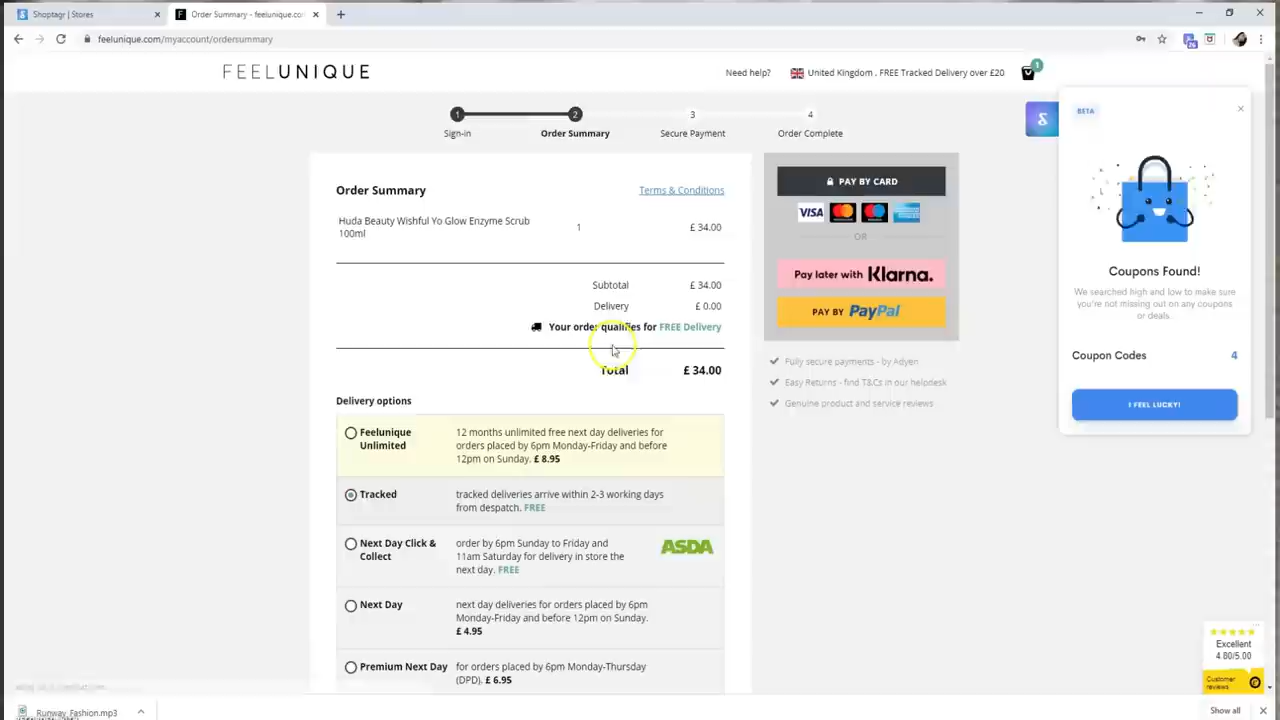 Shoptagr | Stores
Order Summary - feelunique.com
feelunique.com/myaccount/ordersummary
26
FEELUNIQUE
Need help?
United Kingdom . FREE Tracked Delivery over £20
1
1
2
3
4
Sign-in
Order Summary
Secure Payment
Order Complete
Order Summary
Terms & Conditions
Huda Beauty Wishful Yo Glow Enzyme Scrub
100ml
1
£ 34.00
Subtotal
£ 34.00
Delivery
£ 0.00
Your order qualifies for FREE Delivery
Total
£ 34.00
Delivery options
Feelunique
Unlimited
12 months unlimited free next day deliveries for
orders placed by 6pm Monday-Friday and before
12pm on Sunday. £ 8.95
Tracked
tracked deliveries arrive within 2-3 working days
from despatch. FREE
Next Day Click &
Collect
order by 6pm Sunday to Friday and
11am Saturday for delivery in store the
next day. FREE
ASDA
Next Day
next day deliveries for orders placed by 6pm
Monday-Friday and before 12pm on Sunday.
£ 4.95
Premium Next Day
for orders placed by 6pm Monday-Thursday
(DPD). £ 6.95
PAY BY CARD
VISA
OR
Pay later with Klarna.
PAY BY PayPal
Fully secure payments - by Adyen
Easy Returns - find T&Cs in our helpdesk
Genuine product and service reviews
BETA
Coupons Found!
We searched high and low to make sure
you're not missing out on any coupons
or deals.
Coupon Codes
4
I FEEL LUCKY!
Excellent
4.80/5.00
Customer
reviews
Runway_Fashion.mp3
Show all